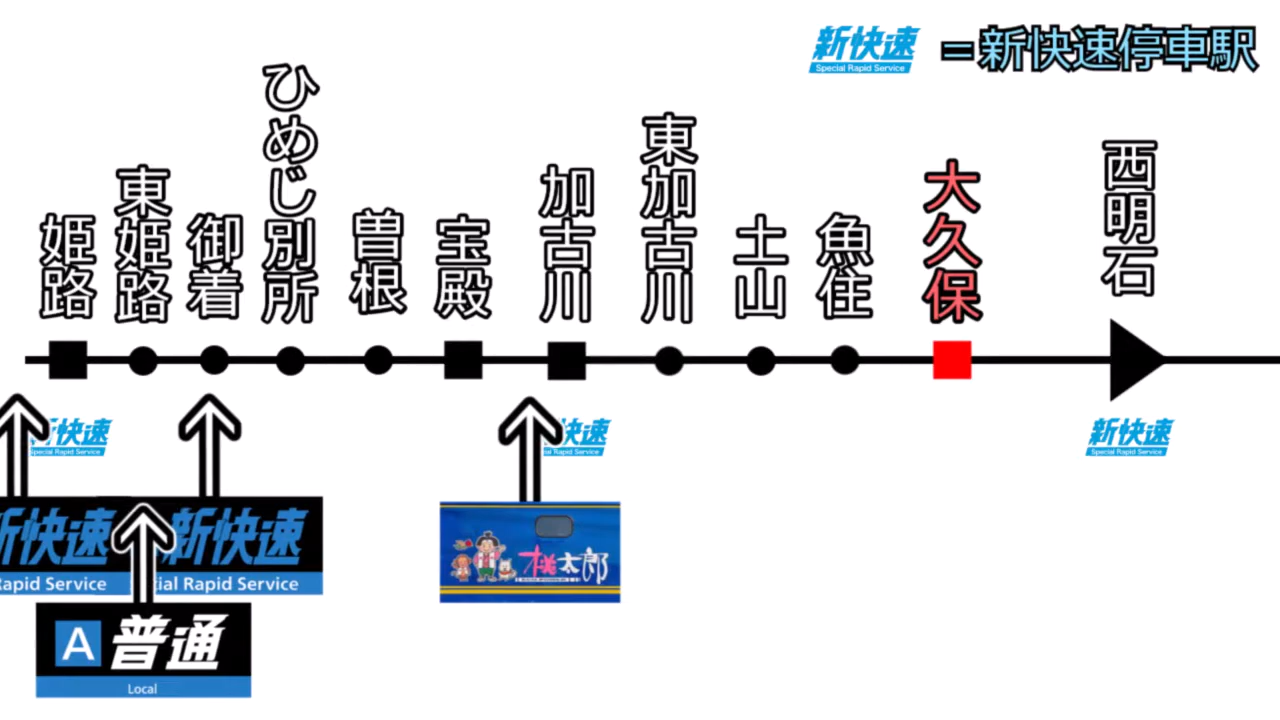 新快速
Special Rapid Service
＝新快速停車駅
姫路
東姫路
御着
ひめじ別所
曽根
宝殿
加古川
東加古川
土山
魚住
大久保
西明石
新快速
Special Rapid Service
快速
Rapid Service
新快速
Special Rapid Service
新快速
Rapid Service
新快速
Rapid Service
桃太郎
A 普通
Local